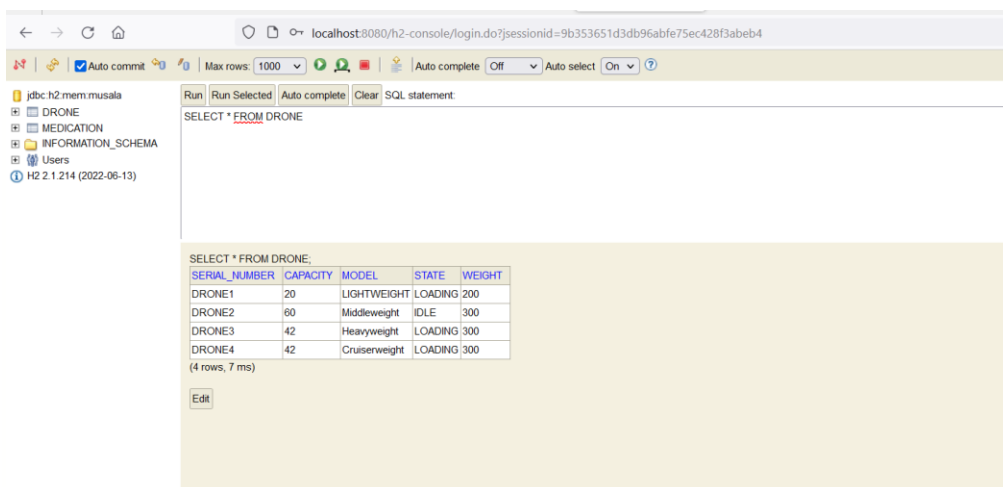 localhost:8080/h2-console/login.do?jsessionid=9b353651d3db96abfe75ec428f3abeb4
Auto commit Max rows: 1000 Auto complete Off Auto select On
jdbc:h2:mem:musala
DRONE
MEDICATION
INFORMATION_SCHEMA
Users
H2 2.1.214 (2022-06-13)
Run Run Selected Auto complete Clear SQL statement:
SELECT * FROM DRONE
SELECT * FROM DRONE;
SERIAL_NUMBER CAPACITY MODEL STATE WEIGHT
DRONE1 20 LIGHTWEIGHT LOADING 200
DRONE2 60 Middleweight IDLE 300
DRONE3 42 Heavyweight LOADING 300
DRONE4 42 Cruiserweight LOADING 300
(4 rows, 7 ms)
Edit